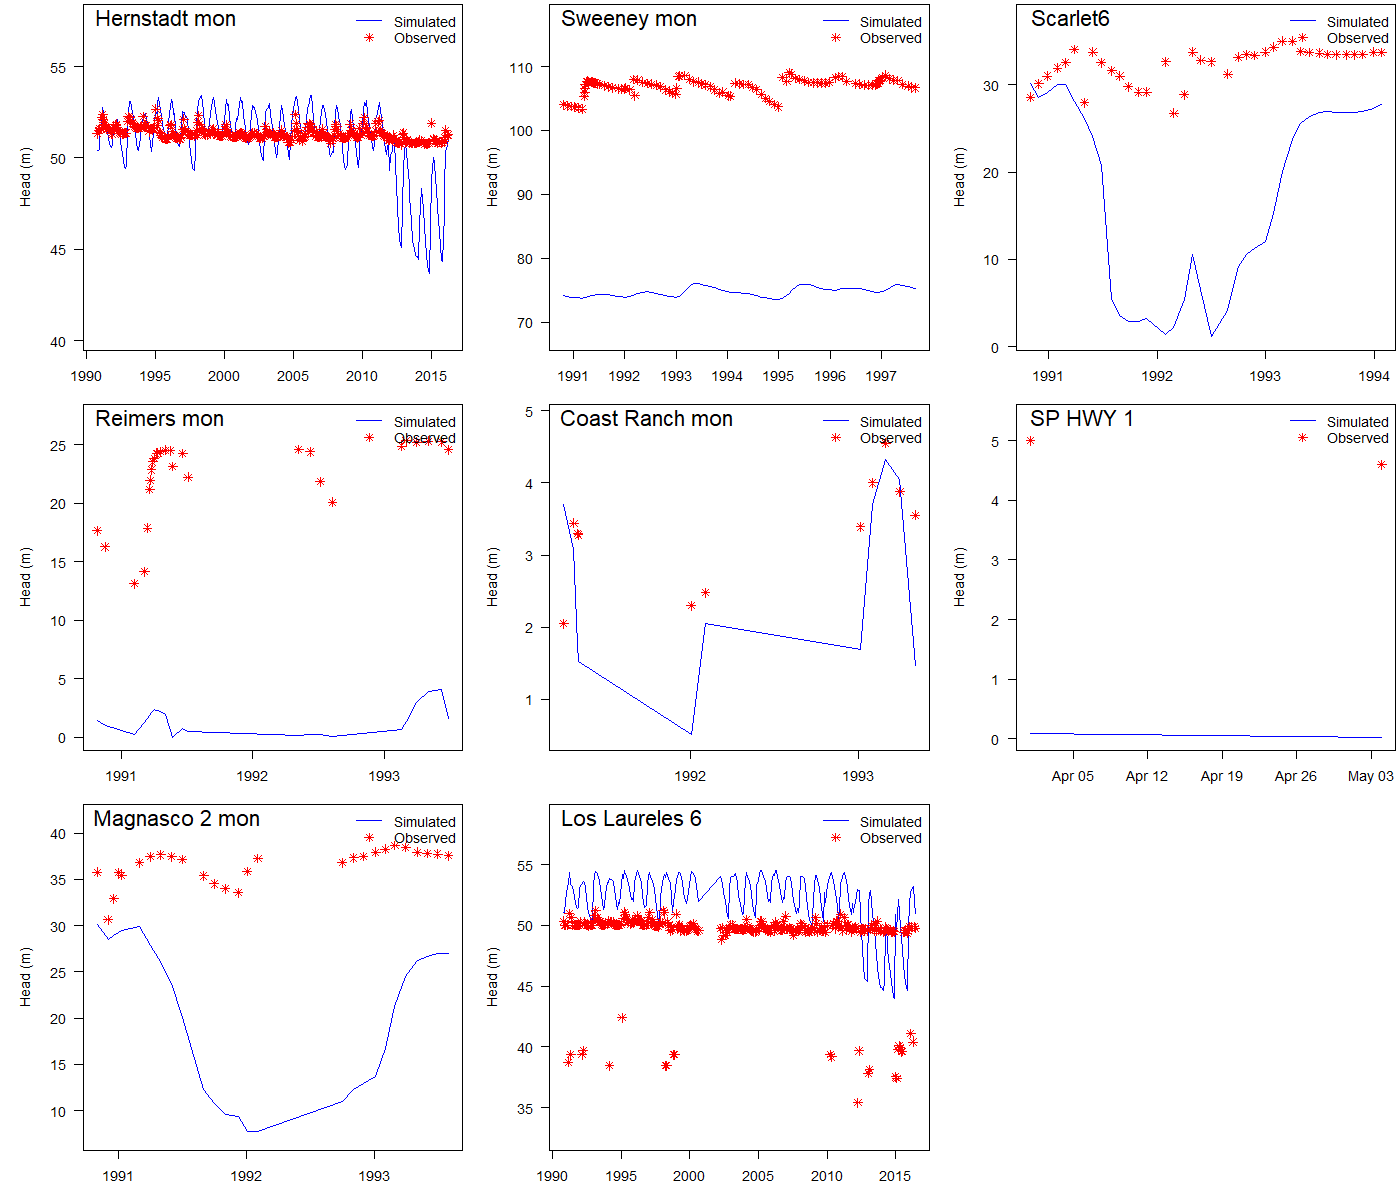 Hernstadt mon
Simulated
Observed
Head (m)
55
50
45
40
1990 1995 2000 2005 2010 2015
Sweeney mon
Simulated
Observed
Head (m)
110
100
90
80
70
1991 1992 1993 1994 1995 1996 1997
Scarlet6
Simulated
Observed
Head (m)
30
20
10
0
1991 1992 1993 1994
Reimers mon
Simulated
Observed
Head (m)
25
20
15
10
5
0
1991 1992 1993
Coast Ranch mon
Simulated
Observed
Head (m)
5
4
3
2
1
1992 1993
SP HWY 1
Simulated
Observed
Head (m)
5
4
3
2
1
0
Apr 05 Apr 12 Apr 19 Apr 26 May 03
Magnasco 2 mon
Simulated
Observed
Head (m)
40
35
30
25
20
15
10
1991 1992 1993
Los Laureles 6
Simulated
Observed
Head (m)
55
50
45
40
35
1990 1995 2000 2005 2010 2015